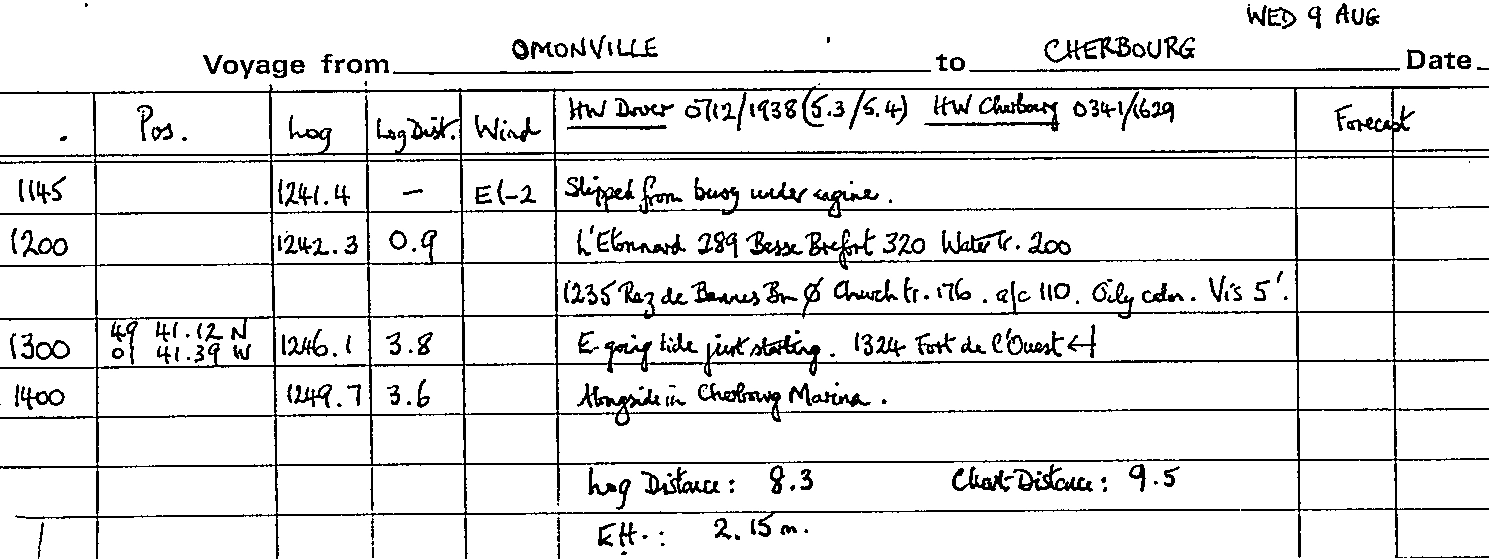 WED 9 AUG
Voyage from OMONVILLE to CHERBOURG Date
Pos. Log Log Dist. Wind HW Dover 0712/1938 (5.3/5.4) HW Cherbourg 0341/1629 Forecast
1145 1241.4 - E1-2 Slipped from buoy under engine.
1200 1242.3 0.9 L'Etonnard 289 Basse Brefort 320 Water tr. 200
1235 Raz de Bannes Bn Ø Church tr. 176. a/c 110. Oily calm. Vis 5'.
49 41.12 N
1300 01 41.39 W 1246.1 3.8 E-going tide just starting. 1324 Fort de l'Ouest
1400 1249.7 3.6 Alongside in Cherbourg Marina.
Log Distance: 8.3 Chart Distance: 9.5
2.15 m.